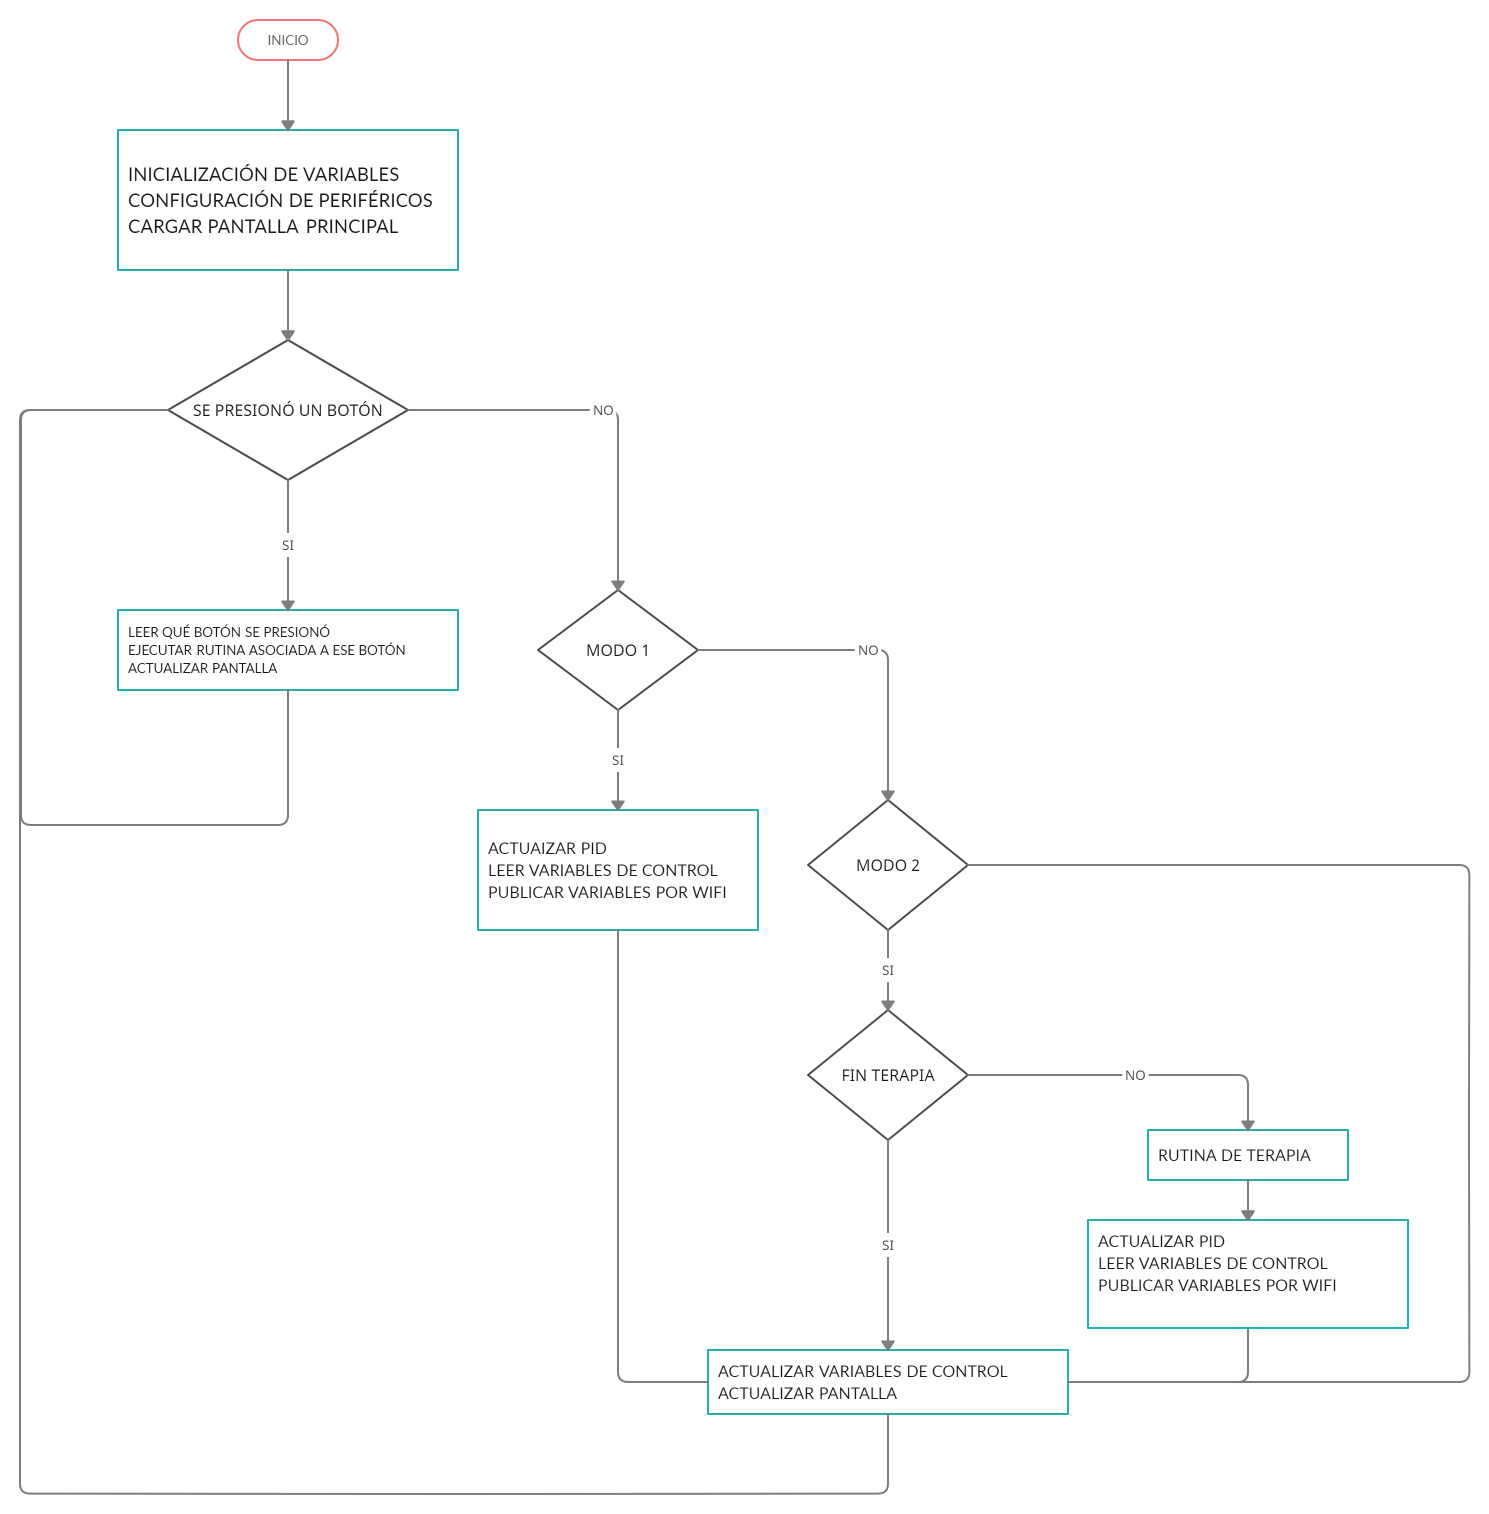 INICIO
INICIALIZACIÓN DE VARIABLES
CONFIGURACIÓN DE PERIFÉRICOS
CARGAR PANTALLA PRINCIPAL
SE PRESIONÓ UN BOTÓN
NO
SI
LEER QUÉ BOTÓN SE PRESIONÓ
EJECUTAR RUTINA ASOCIADA A ESE BOTÓN
ACTUALIZAR PANTALLA
MODO 1
NO
SI
ACTUAIZAR PID
LEER VARIABLES DE CONTROL
PUBLICAR VARIABLES POR WIFI
MODO 2
SI
FIN TERAPIA
NO
RUTINA DE TERAPIA
ACTUALIZAR PID
LEER VARIABLES DE CONTROL
PUBLICAR VARIABLES POR WIFI
SI
ACTUALIZAR VARIABLES DE CONTROL
ACTUALIZAR PANTALLA